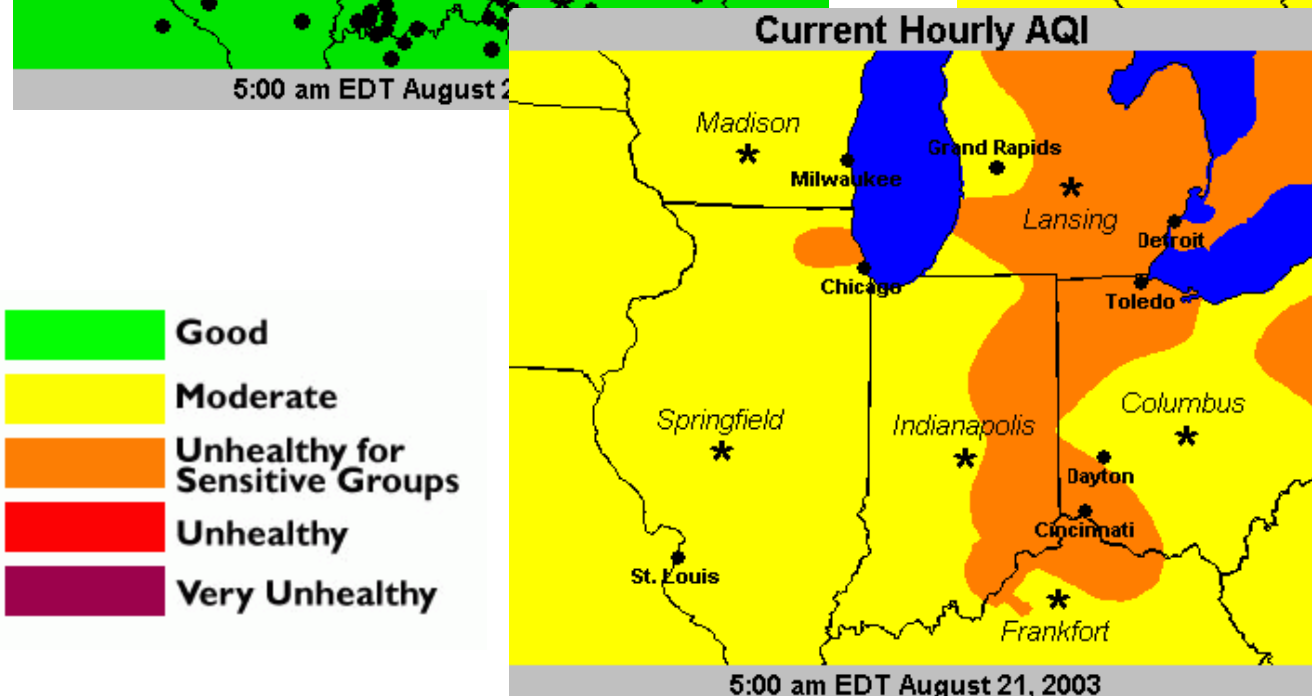 5:00 am EDT August 2
Current Hourly AQI
Madison
Milwaukee
Grand Rapids
Lansing
Detroit
Chicago
Toledo
Springfield
Indianapolis
Columbus
Dayton
Cincinnati
St. Louis
Frankfort
5:00 am EDT August 21, 2003
Good
Moderate
Unhealthy for
Sensitive Groups
Unhealthy
Very Unhealthy